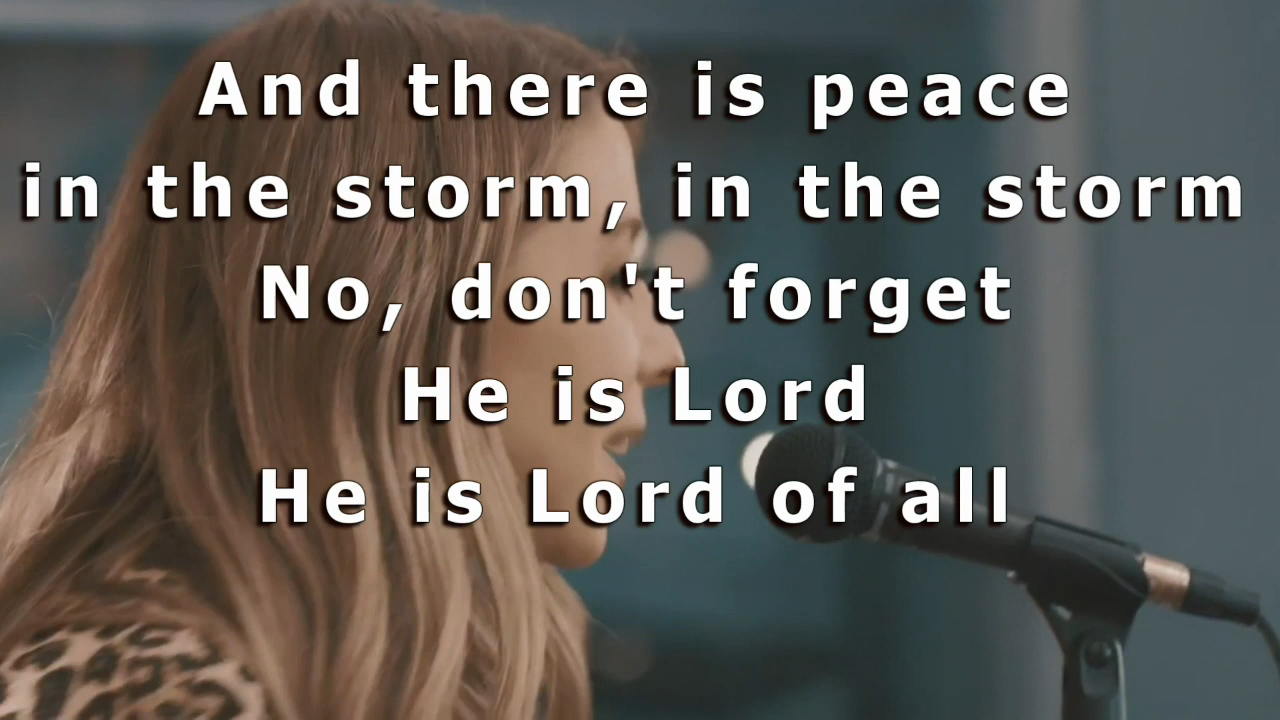 And there is peace
in the storm, in the storm
No, don't forget
He is Lord
He is Lord of all